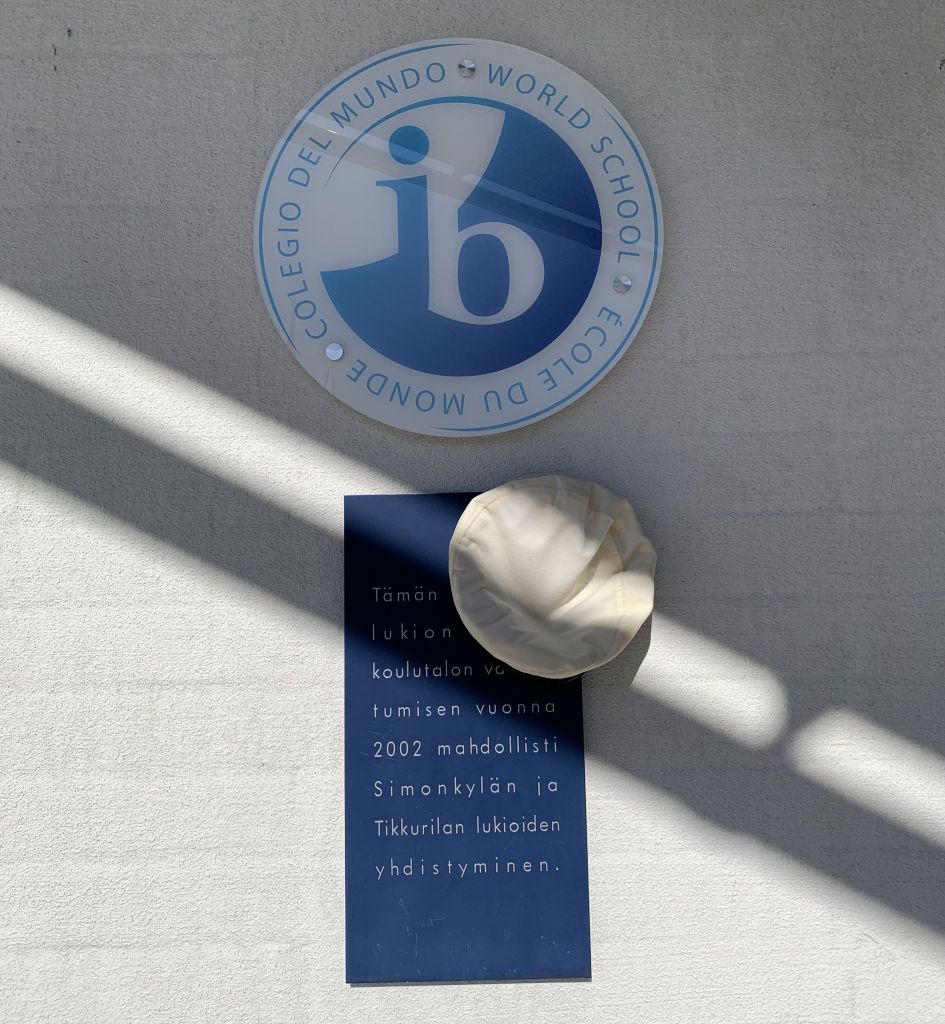 WORLD SCHOOL
ÉCOLE DU MONDE
COLEGIO DEL MUNDO
ib
Tämän
lukion
koulutalon va
tumisen vuonna
2002 mahdollisti
Simonkylän ja
Tikkurilan lukioiden
yhdistyminen.